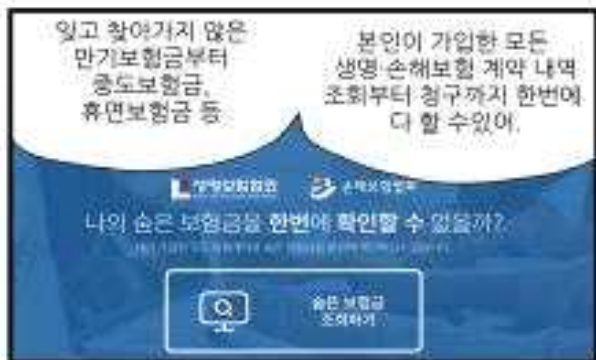 잊고 찾아가지 않은
만기보험금부터
중도보험금,
휴면보험금 등
본인이 가입한 모든
생명·손해보험 계약 내역
조회부터 청구까지 한번에
다 할 수있어.
생명보험협회 손해보험협회
나의 숨은 보험금을 한번에 확인할 수 없을까?
숨은 보험금
조회하기